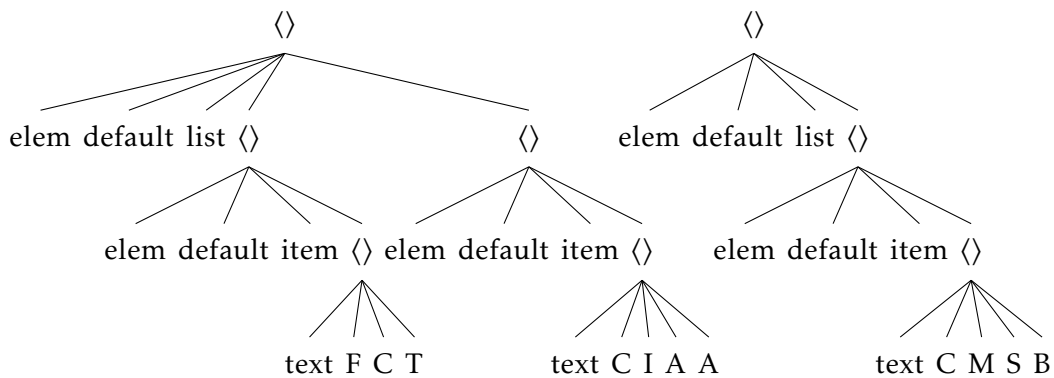 ⟨⟩ ⟨⟩
elem default list ⟨⟩ ⟨⟩ elem default list ⟨⟩
elem default item ⟨⟩ elem default item ⟨⟩ elem default item ⟨⟩
text F C T text C I A A text C M S B